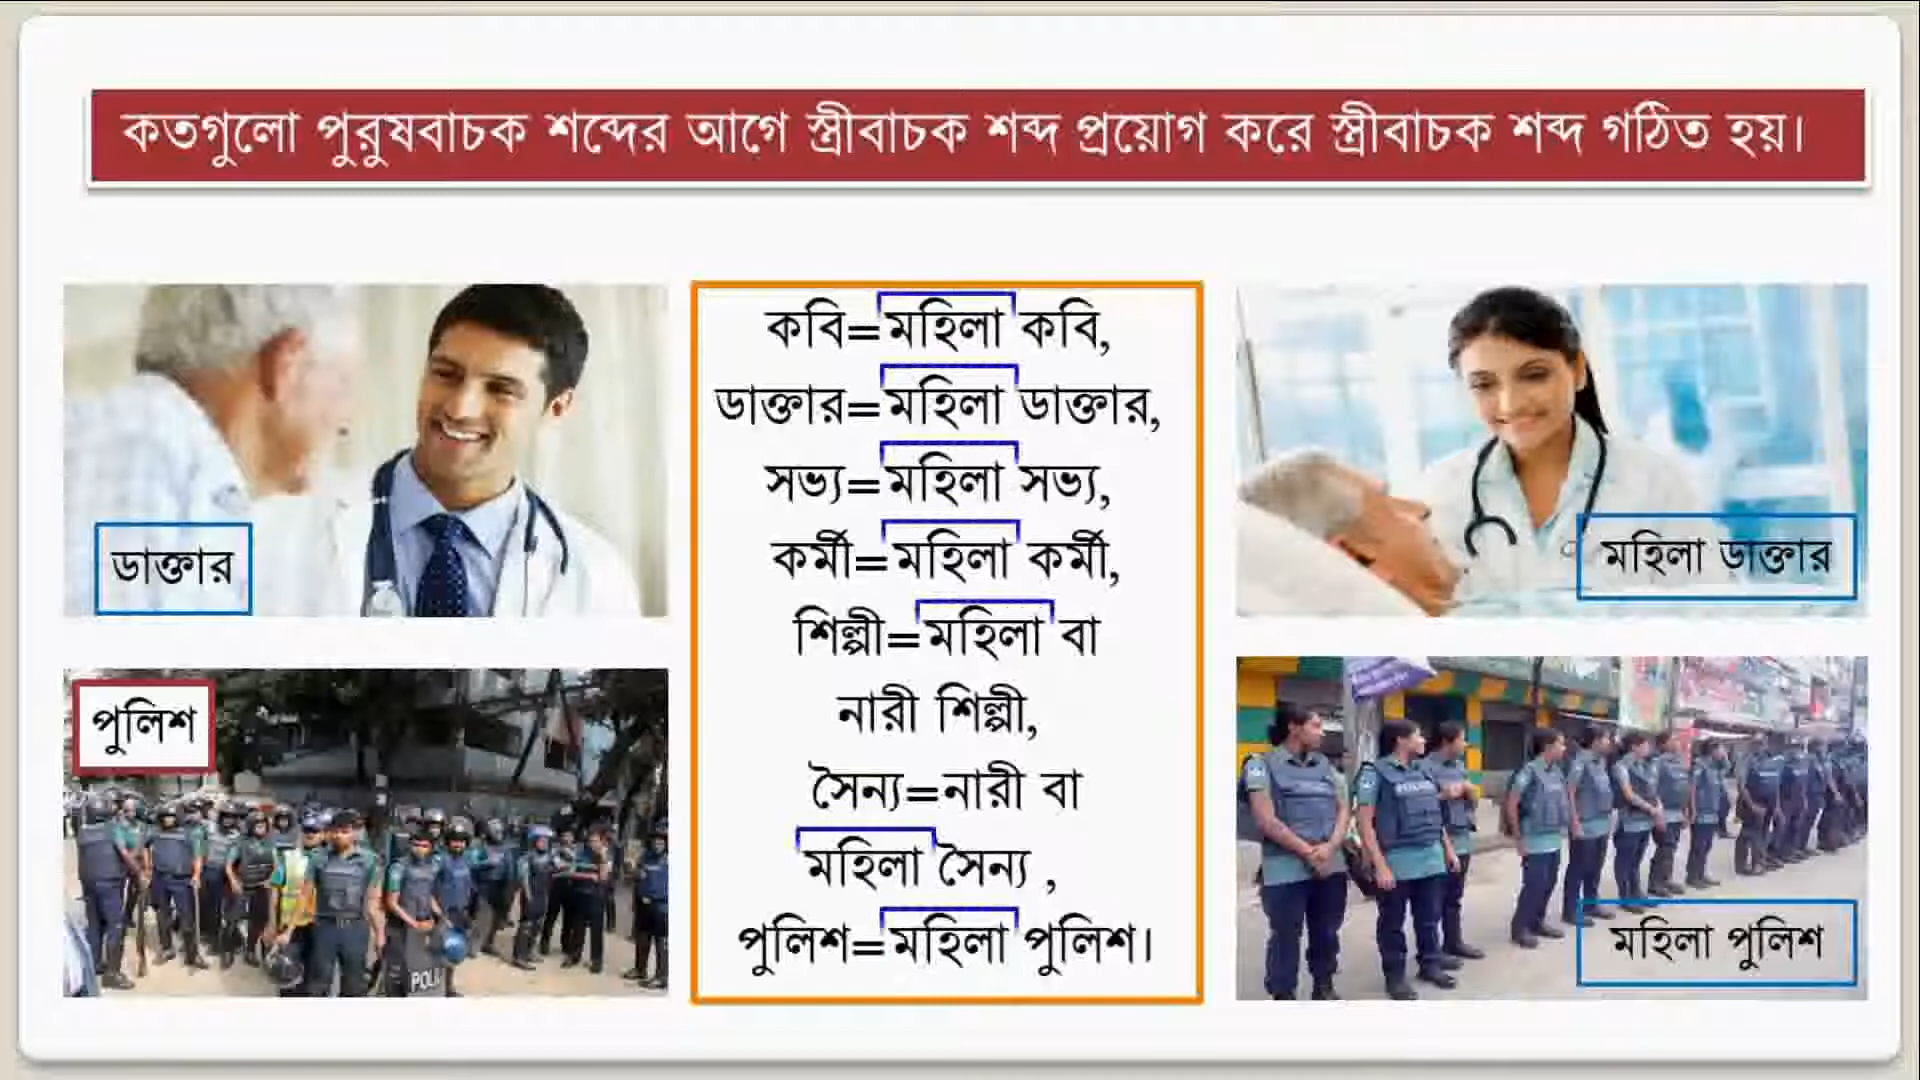 কতগুলো পুরুষবাচক শব্দের আগে স্ত্রীবাচক শব্দ প্রয়োগ করে স্ত্রীবাচক শব্দ গঠিত হয়।
কবি=মহিলা কবি,
ডাক্তার=মহিলা ডাক্তার,
সভ্য=মহিলা সভ্য,
কর্মী=মহিলা কর্মী,
শিল্পী=মহিলা বা
নারী শিল্পী,
সৈন্য=নারী বা
মহিলা সৈন্য ,
পুলিশ=মহিলা পুলিশ।
ডাক্তার
মহিলা ডাক্তার
পুলিশ
মহিলা পুলিশ